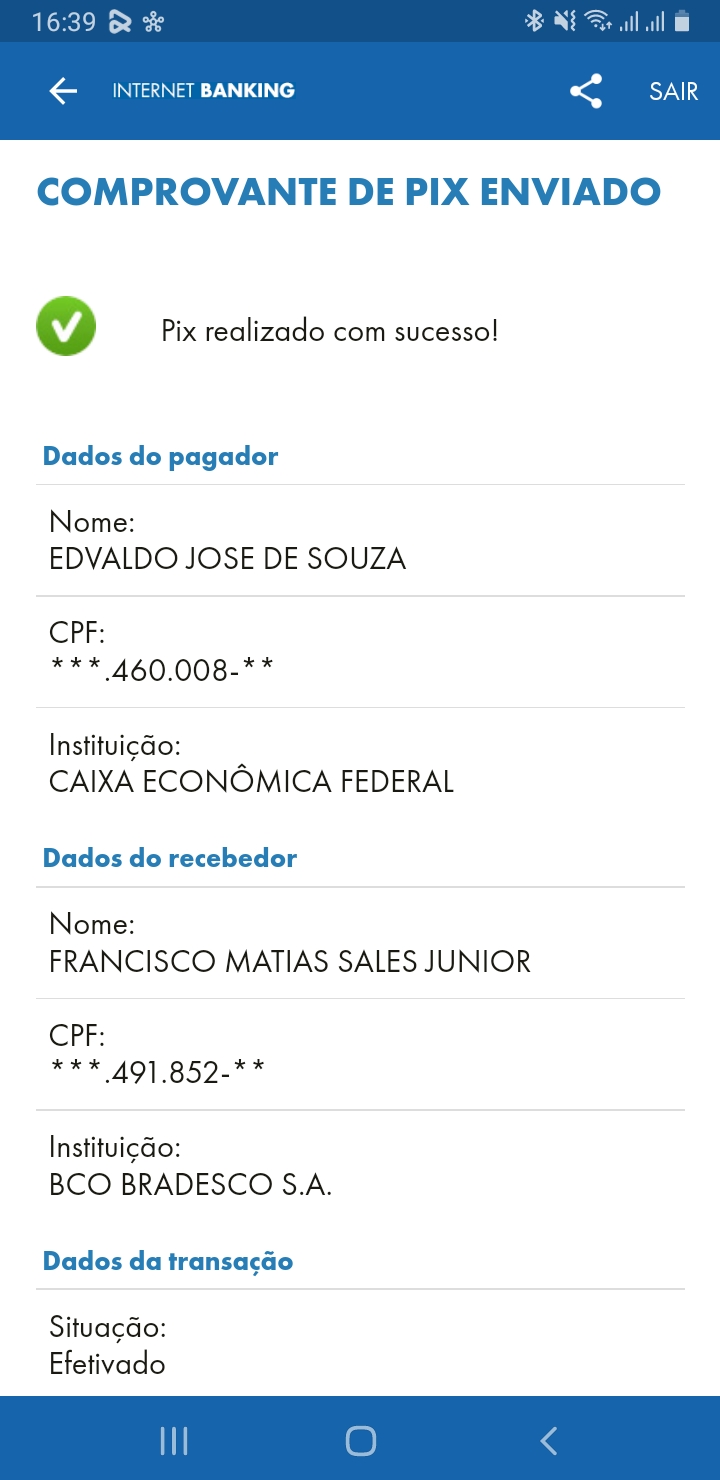 16:39
INTERNET BANKING
SAIR
COMPROVANTE DE PIX ENVIADO
Pix realizado com sucesso!
Dados do pagador
Nome:
EDVALDO JOSE DE SOUZA
CPF:
***.460.008-**
Instituição:
CAIXA ECONÔMICA FEDERAL
Dados do recebedor
Nome:
FRANCISCO MATIAS SALES JUNIOR
CPF:
***.491.852-**
Instituição:
BCO BRADESCO S.A.
Dados da transação
Situação:
Efetivado